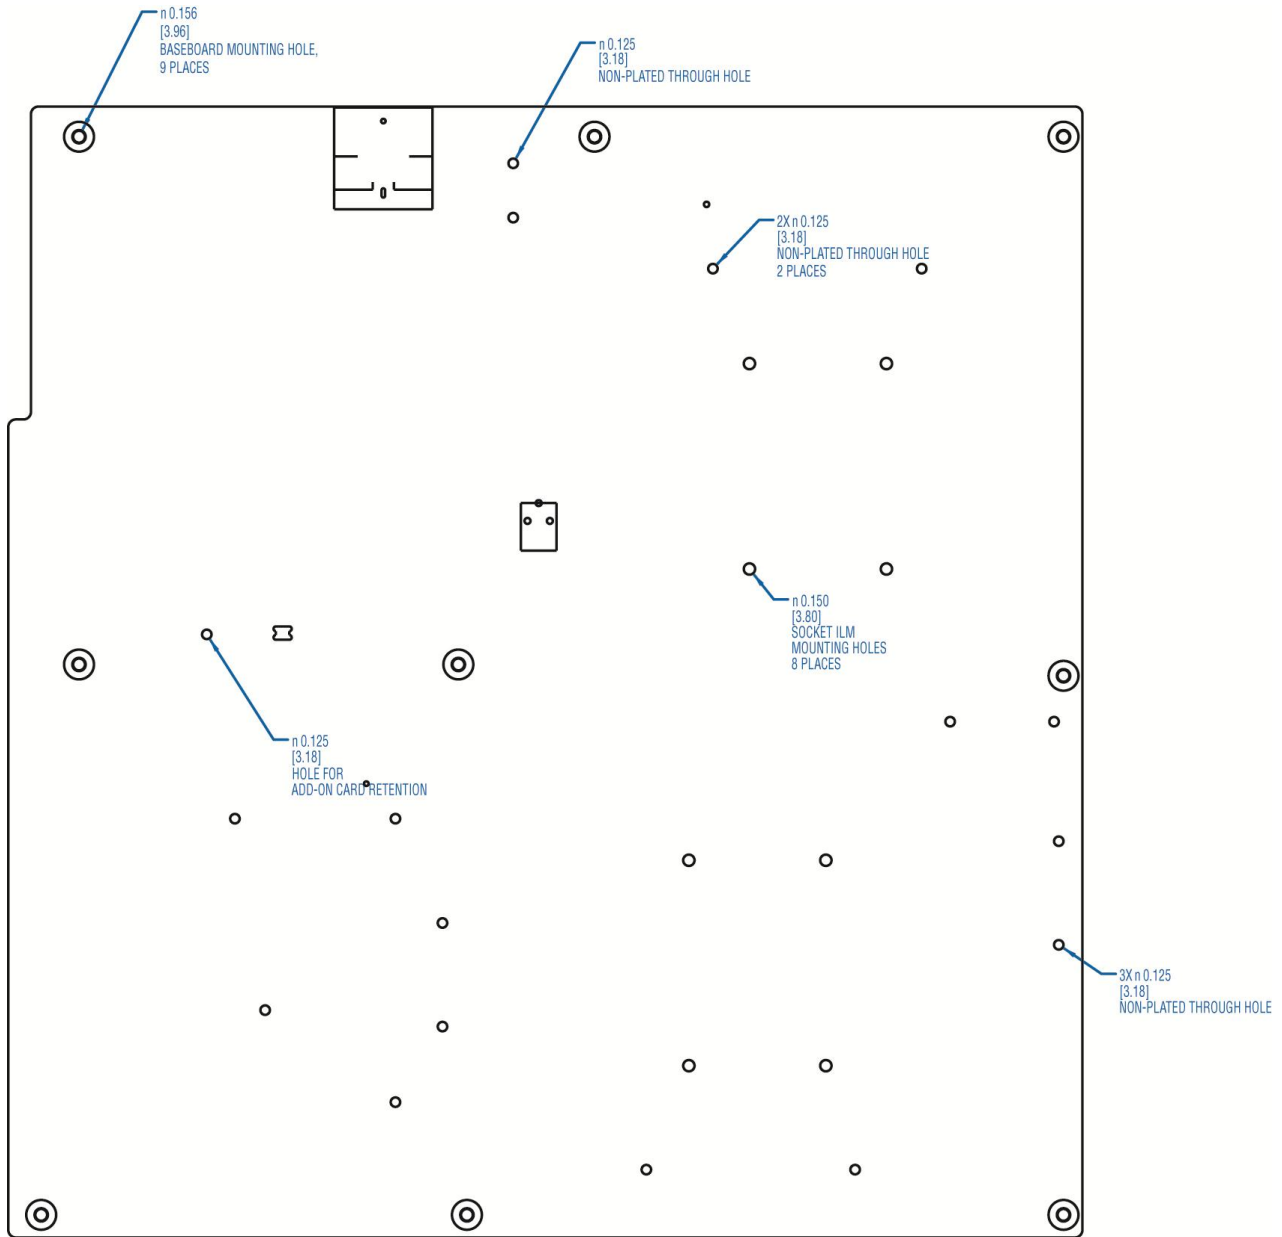 n 0.156
[3.96]
BASEBOARD MOUNTING HOLE,
9 PLACES
n 0.125
[3.18]
NON-PLATED THROUGH HOLE
2X n 0.125
[3.18]
NON-PLATED THROUGH HOLE
2 PLACES
n 0.150
[3.80]
SOCKET ILM
MOUNTING HOLES
8 PLACES
n 0.125
[3.18]
HOLE FOR
ADD-ON CARD RETENTION
3X n 0.125
[3.18]
NON-PLATED THROUGH HOLE